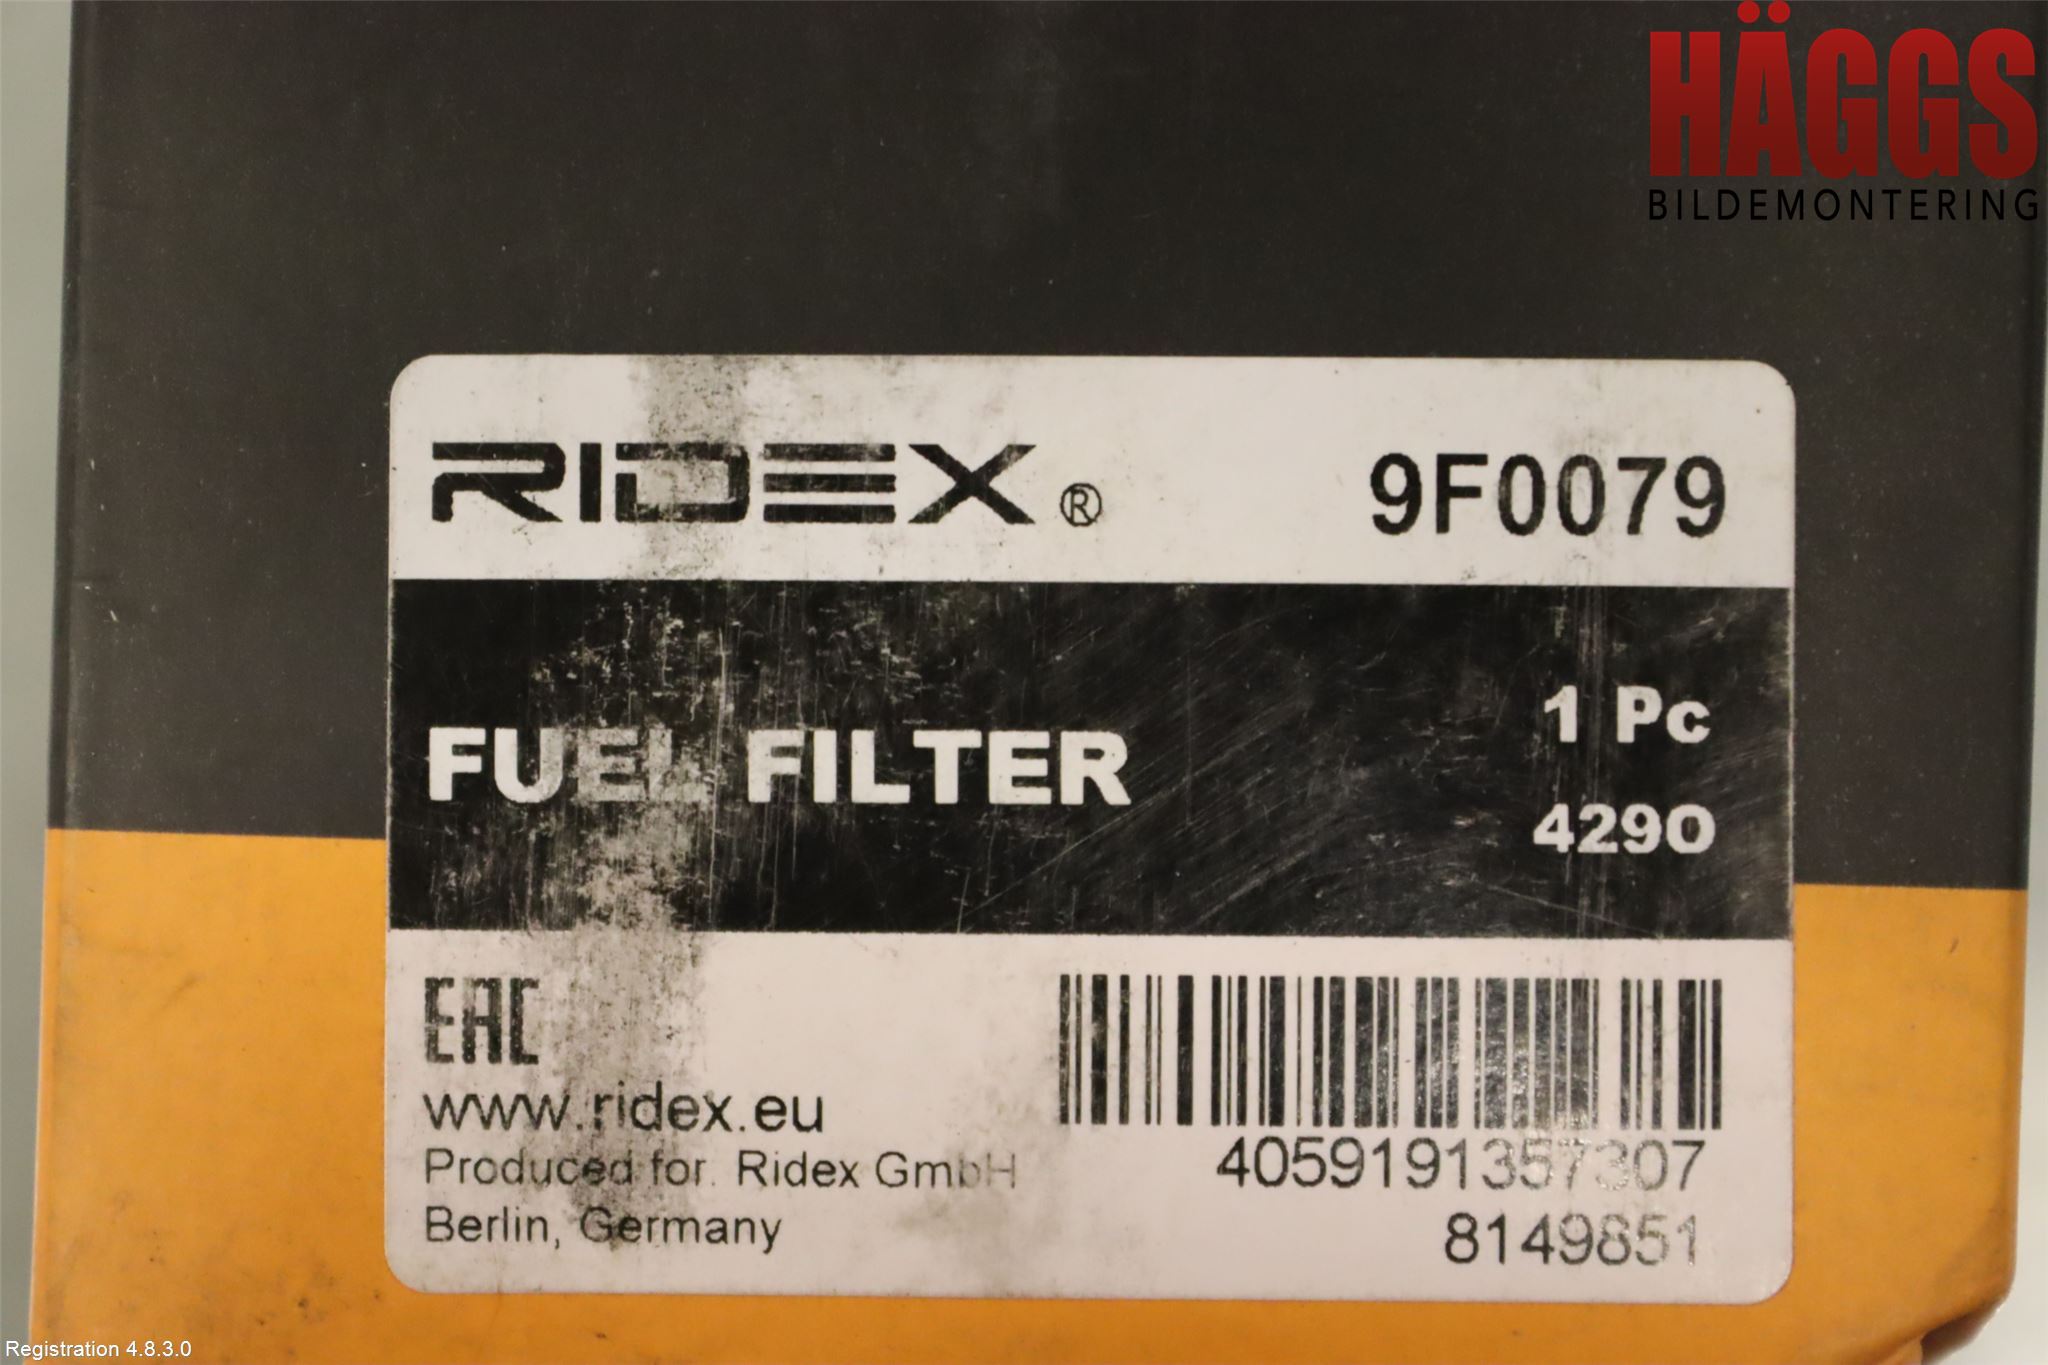 HÄGGS
BILDEMONTERING
RIDEX ® 9F0079
FUEL FILTER
1 Pc
4290
EAC
www.ridex.eu
Produced for: Ridex GmbH
Berlin, Germany
4059191357307
8149851
Registration 4.8.3.0